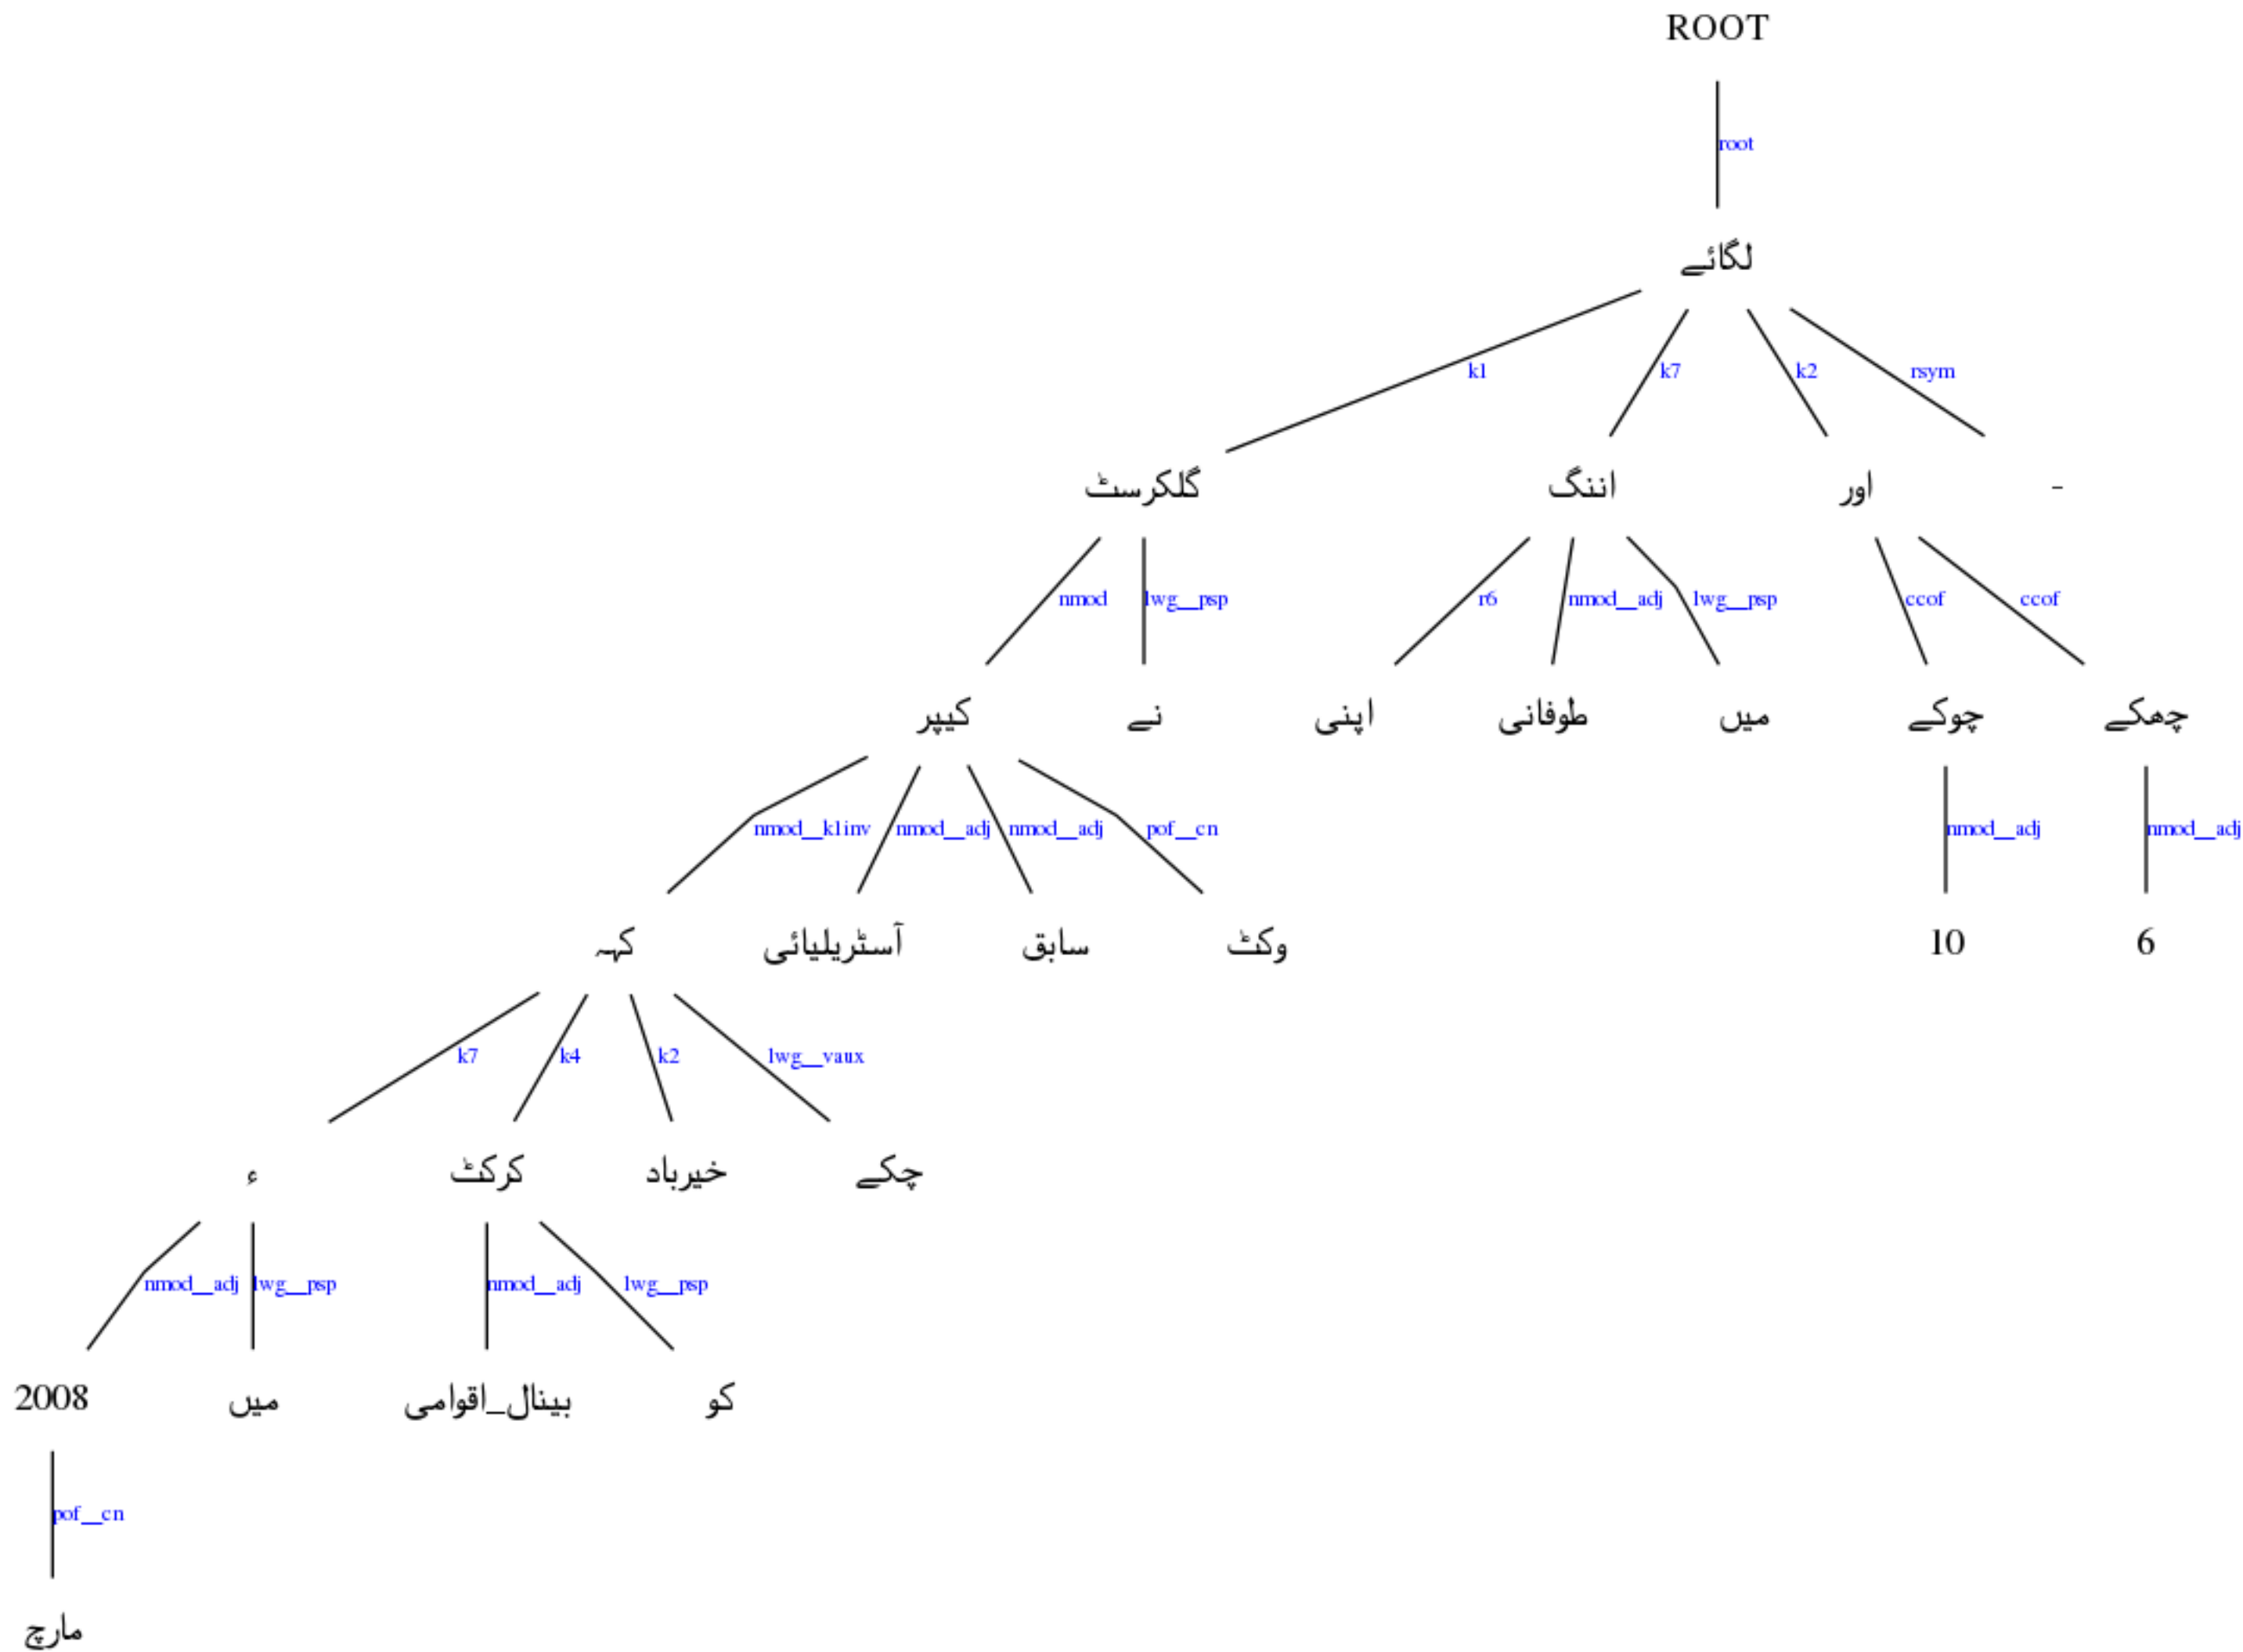 ROOT
root
لگائے
k1 k7 k2 rsym
گلکرسٹ اننگ اور -
nmod lwg__psp r6 nmod__adj lwg__psp ccof ccof
کیپر نے اپنی طوفانی میں چوکے چھکے
nmod__k1inv nmod__adj nmod__adj pof__cn nmod__adj nmod__adj
کہہ آسٹریلیائی سابق وکٹ 10 6
k7 k4 k2 lwg__vaux
ء کرکٹ خیرباد چکے
nmod__adj lwg__psp nmod__adj lwg__psp
2008 میں بینال_اقوامی کو
pof__cn
مارچ